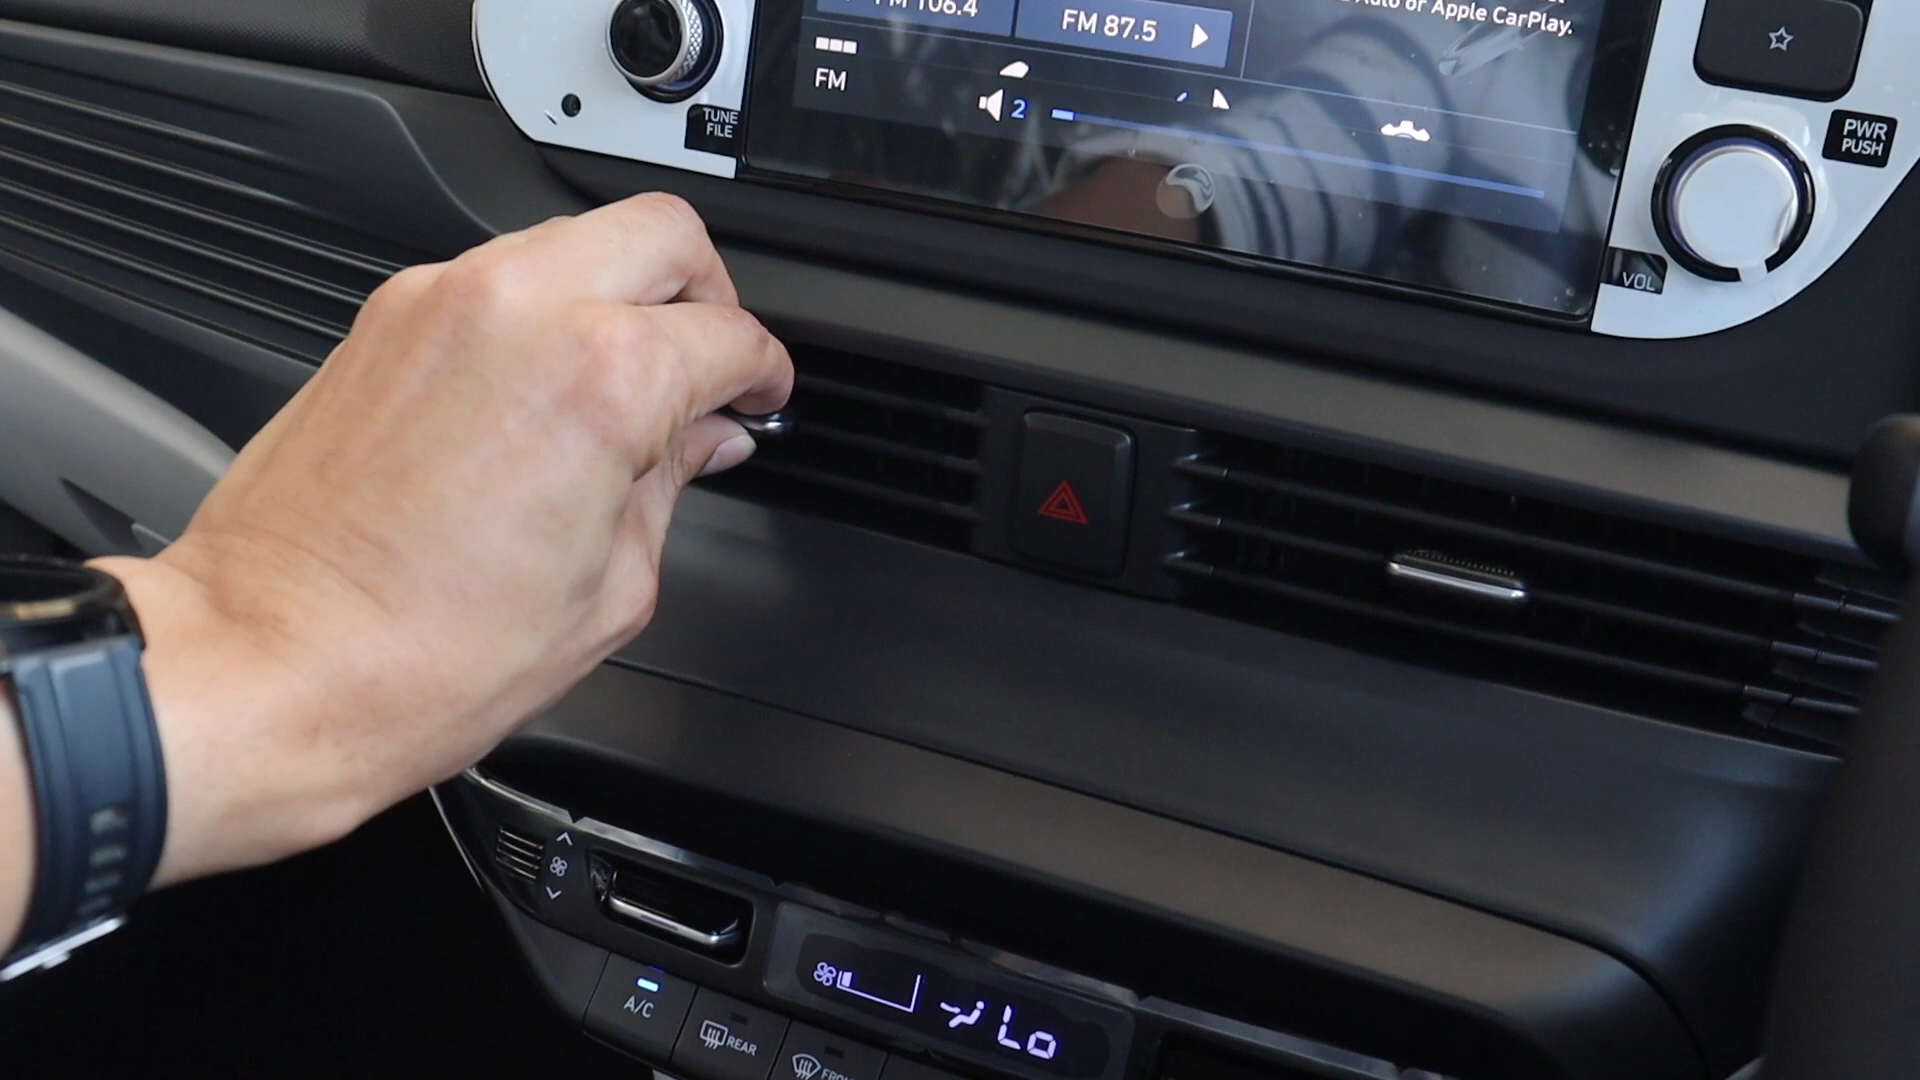 FM 106.4
FM 87.5
Auto or Apple CarPlay.
FM
2
TUNE
FILE
PWR
PUSH
VOL
A/C
REAR
Lo